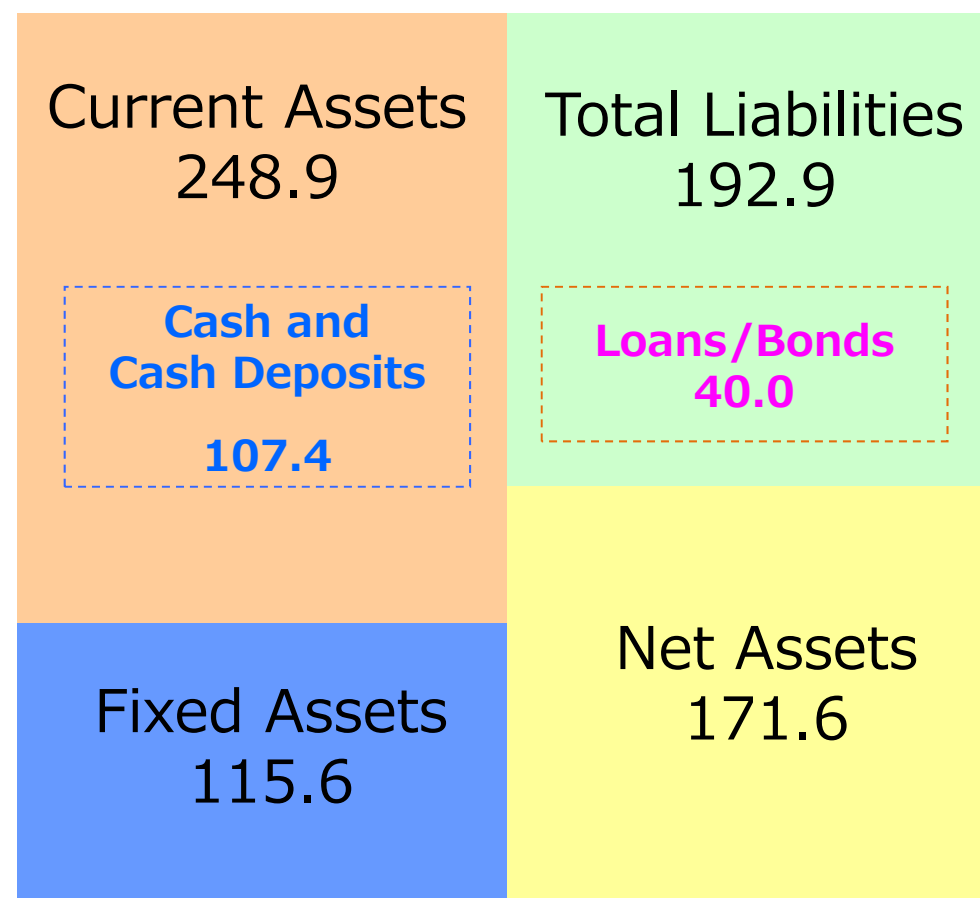 Current Assets
248.9
Cash and
Cash Deposits
107.4
Fixed Assets
115.6
Total Liabilities
192.9
Loans/Bonds
40.0
Net Assets
171.6